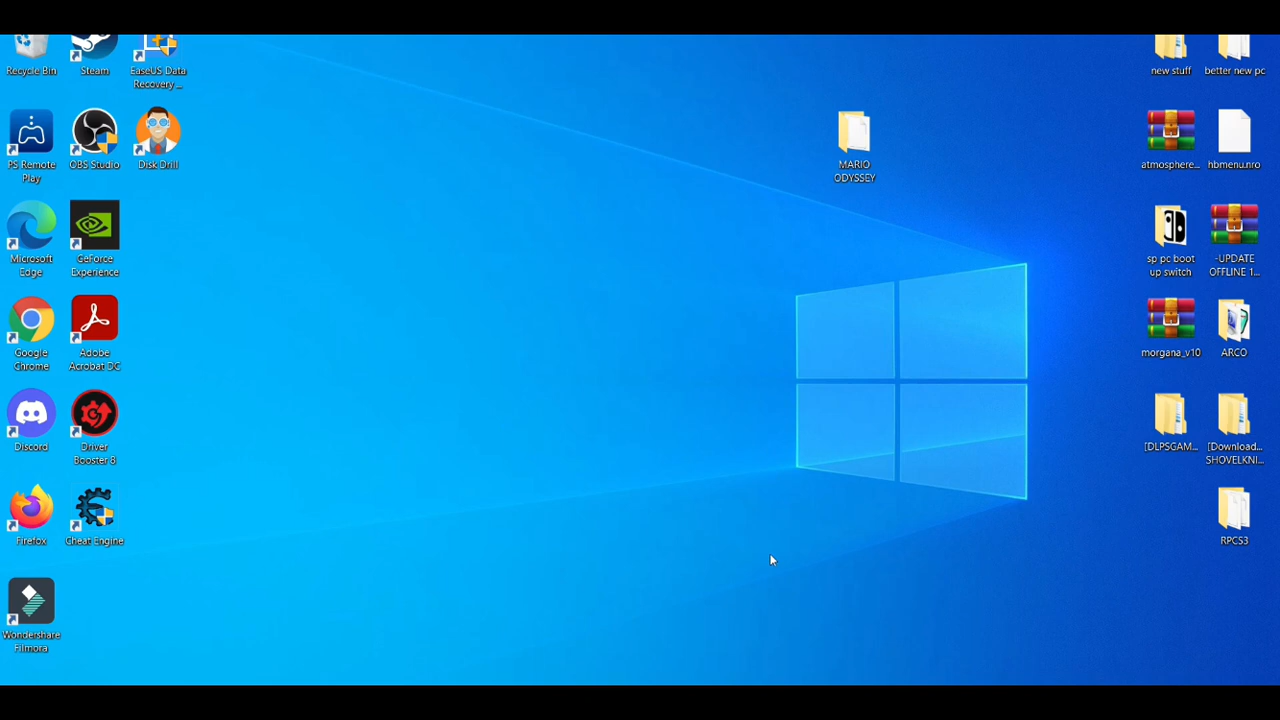 Recycle Bin
Steam
EaseUS Data
Recovery ...
new stuff
better new pc
PS Remote
Play
OBS Studio
Disk Drill
MARIO
ODYSSEY
atmosphere...
hbmenu.nro
Microsoft
Edge
GeForce
Experience
sp pc boot
up switch
-UPDATE
OFFLINE 1...
Google
Chrome
Adobe
Acrobat DC
morgana_v10
ARCO
Discord
Driver
Booster 8
[DLPSGAM...
[Download...
SHOVELKNI...
Firefox
Cheat Engine
RPCS3
Wondershare
Filmora